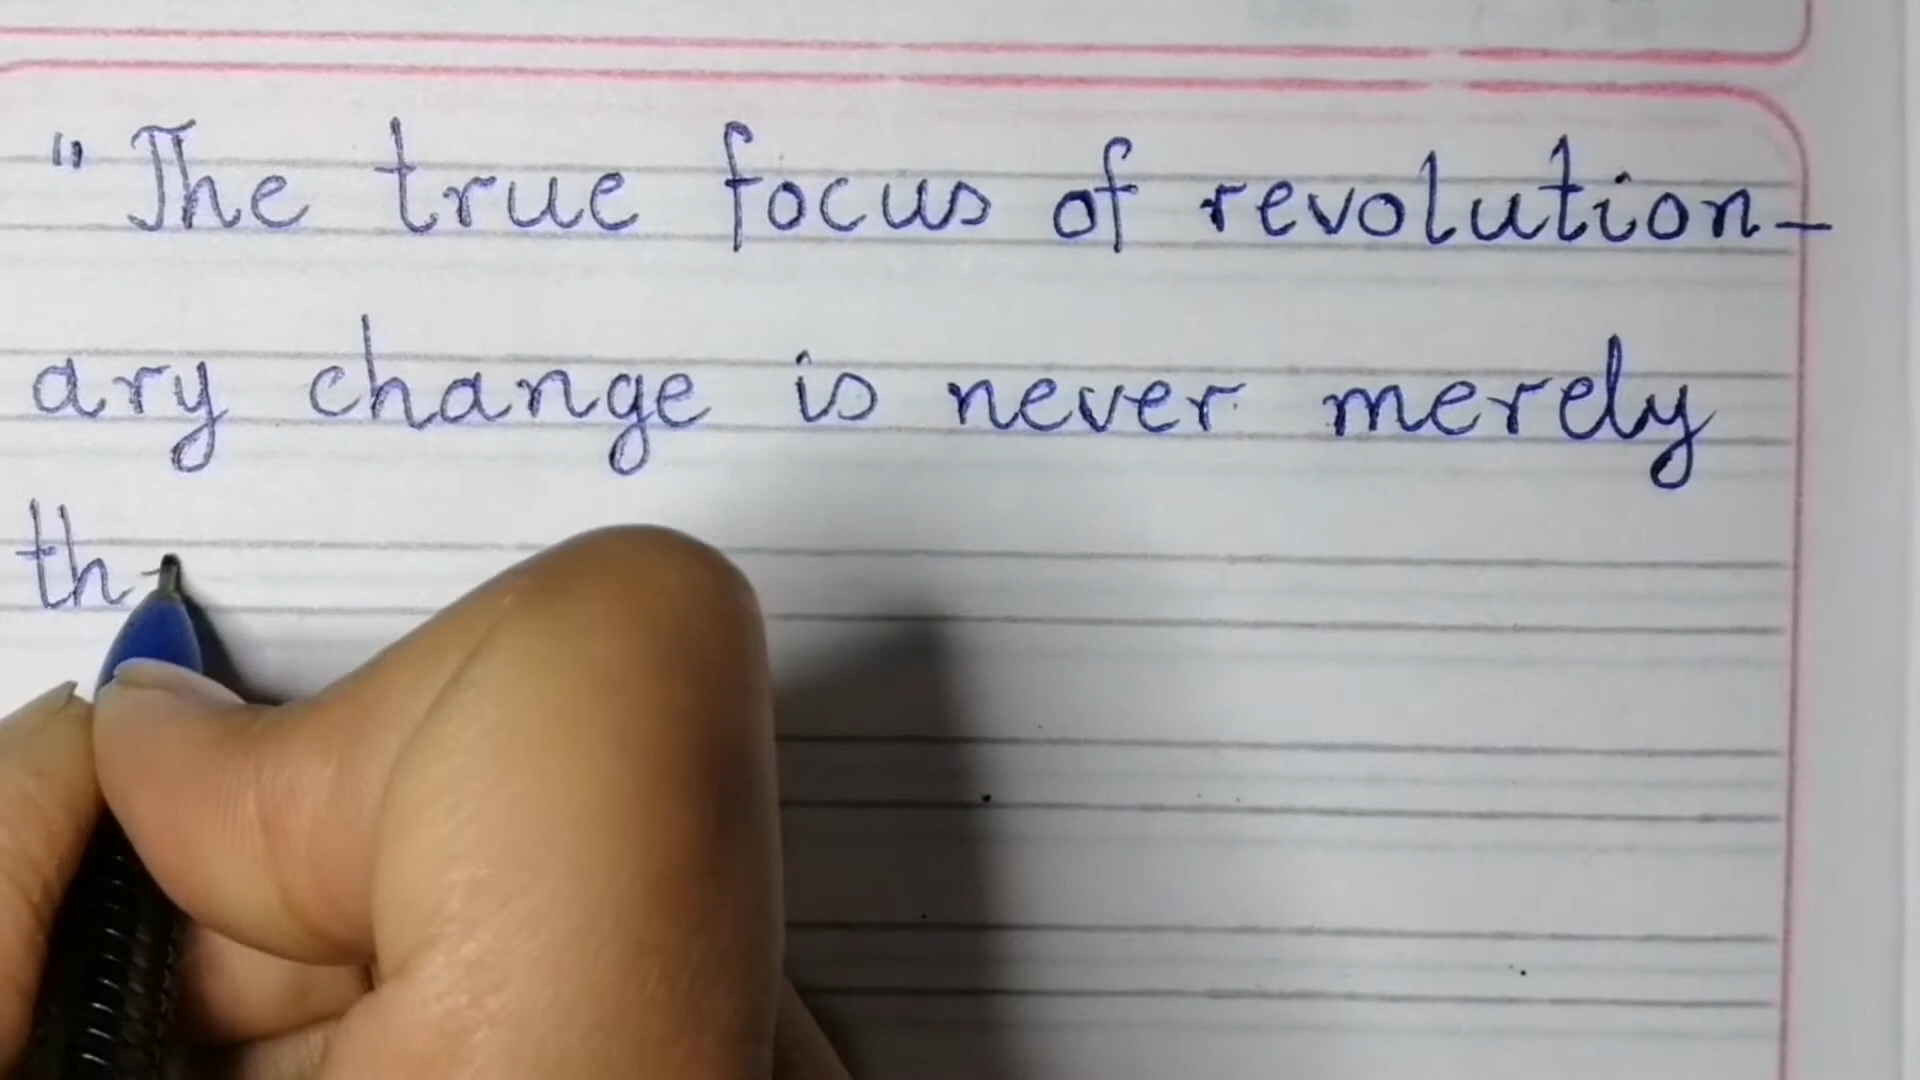 "The true focus of revolution-
ary change is never merely
th